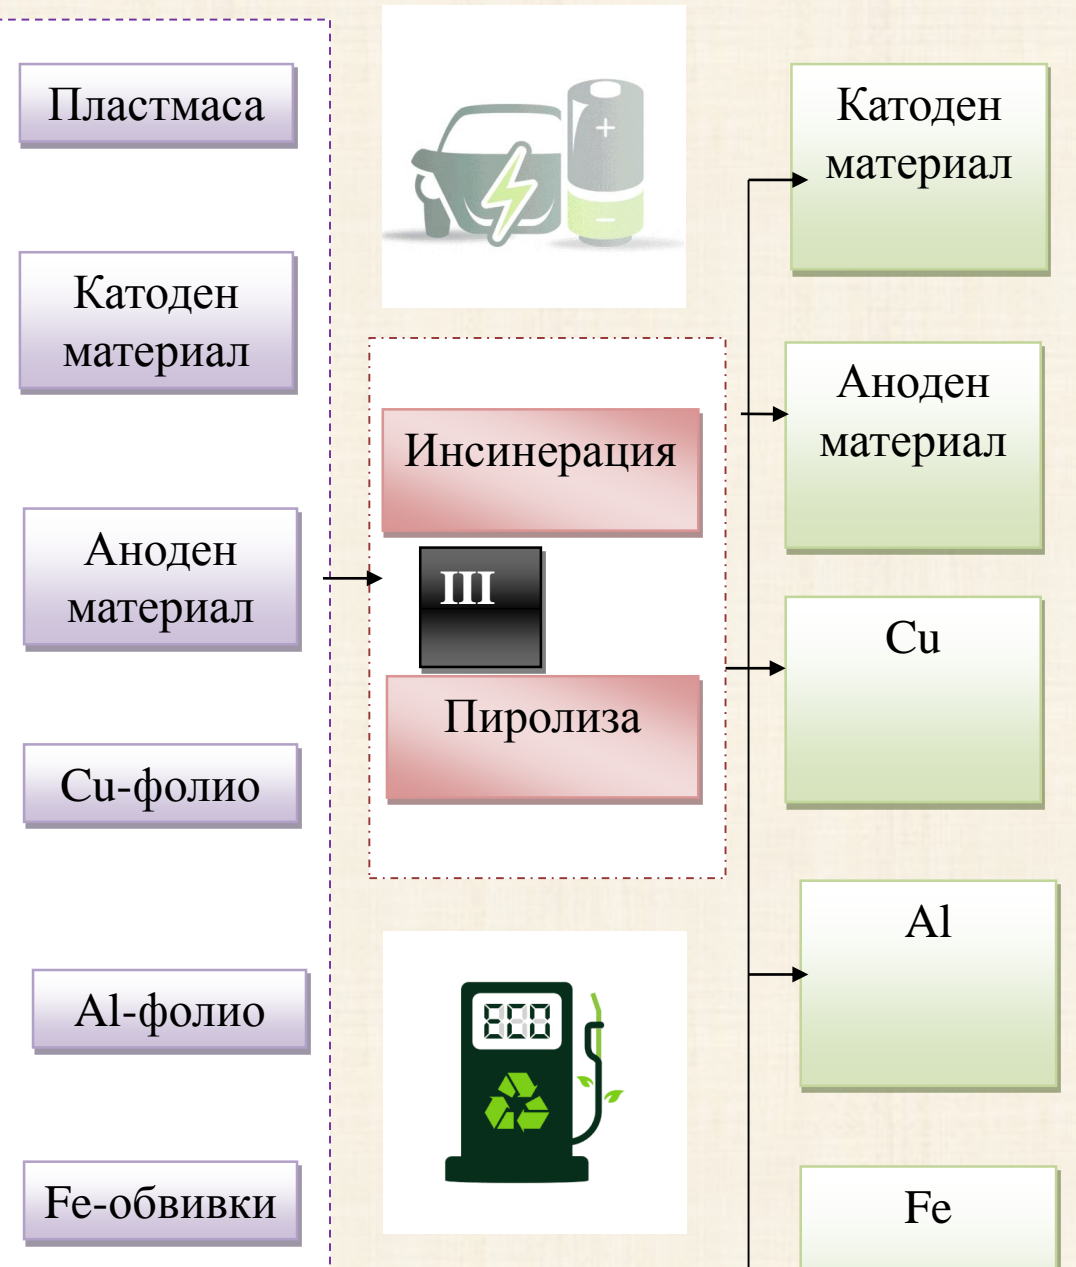 Пластмаса
Катоден
материал
Аноден
материал
Cu-фолио
Al-фолио
Fe-обвивки
+
−
Инсинерация
III
Пиролиза
ECO
Катоден
материал
Аноден
материал
Cu
Al
Fe